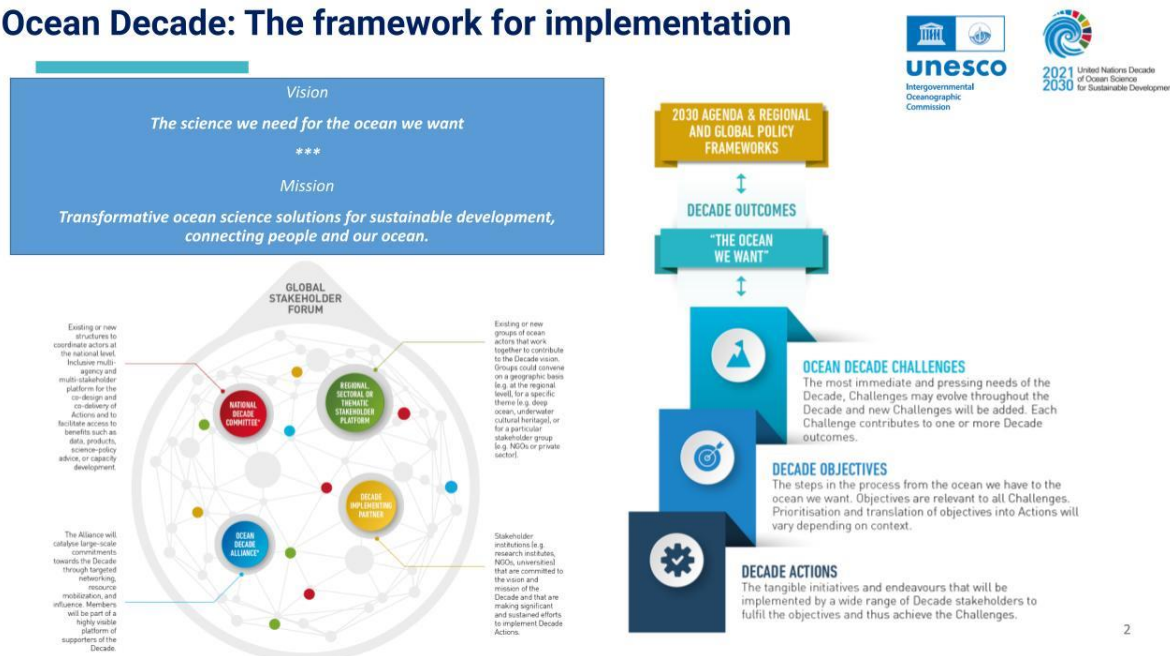 Ocean Decade: The framework for implementation
unesco
Intergovernmental
Oceanographic
Commission
2021
2030
United Nations Decade
of Ocean Science
for Sustainable Developmen
Vision
The science we need for the ocean we want
***
Mission
Transformative ocean science solutions for sustainable development,
connecting people and our ocean.
GLOBAL
STAKEHOLDER
FORUM
Existing or new
structures to
coordinate actors at
the national level.
Inclusive multi-
agency and
multi-stakeholder
platform for the
co-design and
co-delivery of
Actions and to
facilitate access to
benefits such as
data, products,
science-policy
advice, or capacity
development.
NATIONAL
DECADE
COMMITTEE*
REGIONAL,
SECTORAL OR
THEMATIC
STAKEHOLDER
PLATFORM
Existing or new
groups of ocean
actors that work
together to contribute
to the Decade vision.
Groups could convene
on a geographic basis
(e.g. at the regional
level), for a specific
theme (e.g. deep
ocean, underwater
cultural heritage), or
for a particular
stakeholder group
(e.g. NGOs or private
sector).
The Alliance will
catalyse large-scale
commitments
towards the Decade
through targeted
networking,
resource
mobilization, and
influence. Members
will be part of a
highly visible
platform of
supporters of the
Decade.
OCEAN
DECADE
ALLIANCE*
DECADE
IMPLEMENTING
PARTNER
Stakeholder
institutions (e.g.
research institutes,
NGOs, universities)
that are committed to
the vision and
mission of the
Decade and that are
making significant
and sustained efforts
to implement Decade
Actions.
2030 AGENDA & REGIONAL
AND GLOBAL POLICY
FRAMEWORKS
DECADE OUTCOMES
"THE OCEAN
WE WANT"
OCEAN DECADE CHALLENGES
The most immediate and pressing needs of the
Decade, Challenges may evolve throughout the
Decade and new Challenges will be added. Each
Challenge contributes to one or more Decade
outcomes.
DECADE OBJECTIVES
The steps in the process from the ocean we have to the
ocean we want. Objectives are relevant to all Challenges.
Prioritisation and translation of objectives into Actions will
vary depending on context.
DECADE ACTIONS
The tangible initiatives and endeavours that will be
implemented by a wide range of Decade stakeholders to
fulfil the objectives and thus achieve the Challenges.
2